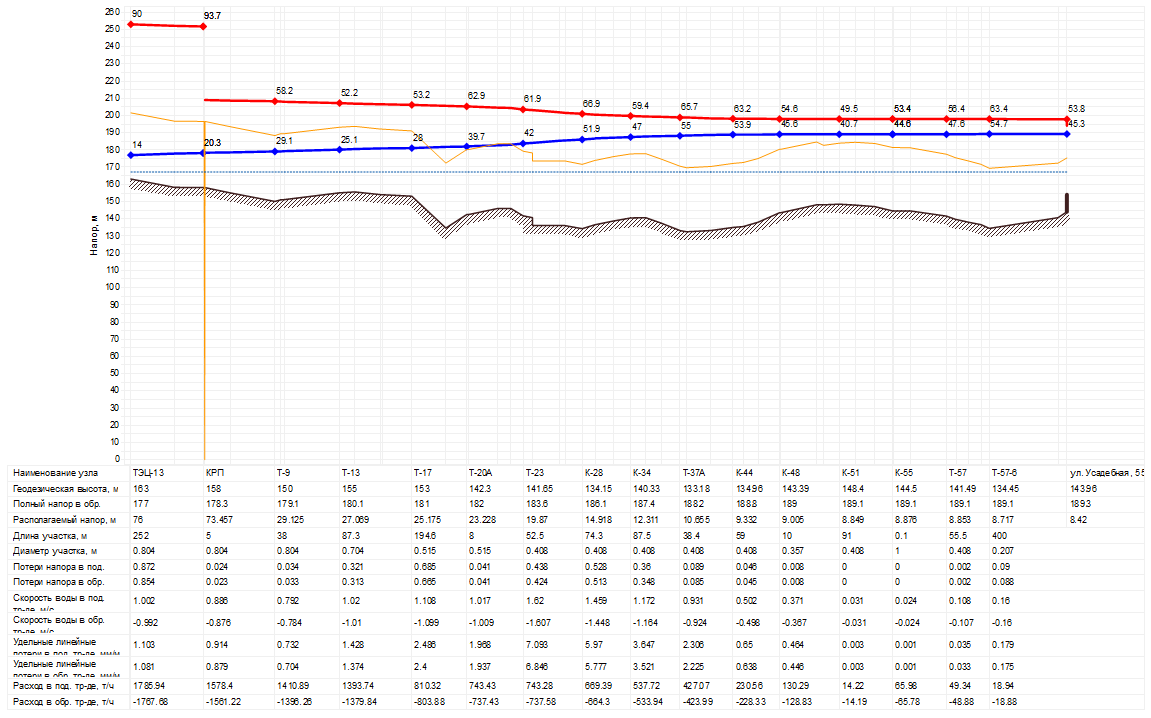 260
250
240
230
220
210
200
190
180
170
160
150
140
130
120
110
100
90
80
70
60
50
40
30
20
10
0
Напор, м
90 93.7 58.2 52.2 53.2 62.9 61.9 66.9 59.4 65.7 63.2 54.6 49.5 53.4 56.4 63.4 53.8
14 20.3 29.1 25.1 28 39.7 42 51.9 47 55 53.9 45.6 40.7 44.6 47.6 54.7 45.3
Наименование узла ТЭЦ-13 КРП Т-9 Т-13 Т-17 Т-20А Т-23 К-28 К-34 Т-37А К-44 К-48 К-51 К-55 Т-57 Т-57-6 ул. Усадебная, 55
Геодезическая высота, м 163 158 150 155 153 142.3 141.65 134.15 140.33 133.18 134.96 143.39 148.4 144.5 141.49 134.45 143.96
Полный напор в обр. 177 178.3 179.1 180.1 181 182 183.6 186.1 187.4 188.2 188.8 189 189.1 189.1 189.1 189.1 189.3
Располагаемый напор, м 76 73.457 29.125 27.069 25.175 23.228 19.87 14.918 12.311 10.655 9.332 9.005 8.849 8.876 8.853 8.717 8.42
Длина участка, м 252 5 38 87.3 194.6 8 52.5 74.3 87.5 38.4 59 10 91 0.1 55.5 400
Диаметр участка, м 0.804 0.804 0.804 0.704 0.515 0.515 0.408 0.408 0.408 0.408 0.408 0.357 0.408 1 0.408 0.207
Потери напора в под. 0.872 0.024 0.034 0.321 0.685 0.041 0.438 0.528 0.36 0.089 0.046 0.008 0 0 0.002 0.09
Потери напора в обр. 0.854 0.023 0.033 0.313 0.665 0.041 0.424 0.513 0.348 0.085 0.045 0.008 0 0 0.002 0.088
Скорость воды в под. 1.002 0.886 0.792 1.02 1.108 1.017 1.62 1.459 1.172 0.931 0.502 0.371 0.031 0.024 0.108 0.16
тр-де, м/с
Скорость воды в обр. -0.992 -0.876 -0.784 -1.01 -1.099 -1.009 -1.607 -1.448 -1.164 -0.924 -0.498 -0.367 -0.031 -0.024 -0.107 -0.16
тр-де, м/с
Удельные линейные 1.103 0.914 0.732 1.428 2.486 1.968 7.093 5.97 3.647 2.306 0.65 0.464 0.003 0.001 0.035 0.179
потери в под. тр-де, мм/м
Удельные линейные 1.081 0.879 0.704 1.374 2.4 1.937 6.846 5.777 3.521 2.225 0.638 0.446 0.003 0.001 0.033 0.175
потери в обр. тр-де, мм/м
Расход в под. тр-де, т/ч 1785.94 1578.4 1410.89 1393.74 810.32 743.43 743.28 669.39 537.72 427.07 230.56 130.29 14.22 65.98 49.34 18.94
Расход в обр. тр-де, т/ч -1767.68 -1561.22 -1396.26 -1379.84 -803.88 -737.43 -737.58 -664.3 -533.94 -423.99 -228.33 -128.83 -14.19 -65.78 -48.88 -18.88